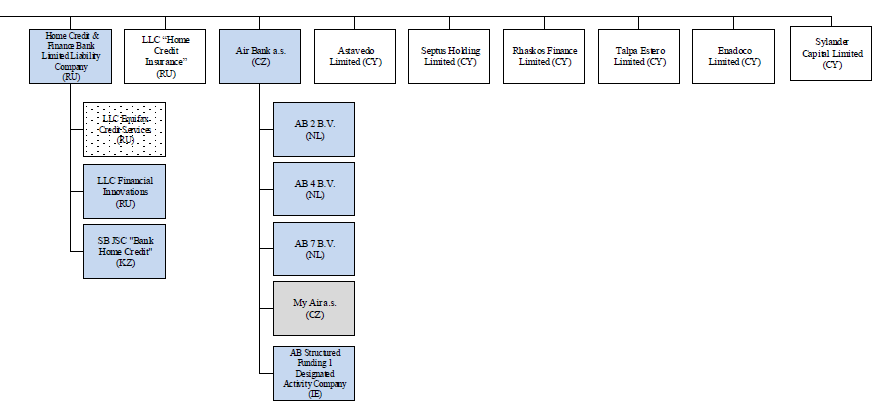 Home Credit &
Finance Bank
Limited Liability
Company
(RU)
LLC “Home
Credit
Insurance”
(RU)
Air Bank a.s.
(CZ)
Astavedo
Limited (CY)
Septus Holding
Limited (CY)
Rhaskos Finance
Limited (CY)
Talpa Estero
Limited (CY)
Enadoco
Limited (CY)
Sylander
Capital Limited
(CY)
LLC Equifax
Credit Services
(RU)
LLC Financial
Innovations
(RU)
SB JSC "Bank
Home Credit"
(KZ)
AB 2 B.V.
(NL)
AB 4 B.V.
(NL)
AB 7 B.V.
(NL)
My Air a.s.
(CZ)
AB Structured
Funding 1
Designated
Activity Company
(IE)